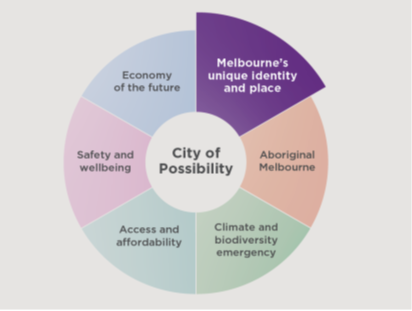 Melbourne's
unique identity
and place
Aboriginal
Melbourne
Climate and
biodiversity
emergency
Access and
affordability
Safety and
wellbeing
Economy
of the future
City of
Possibility